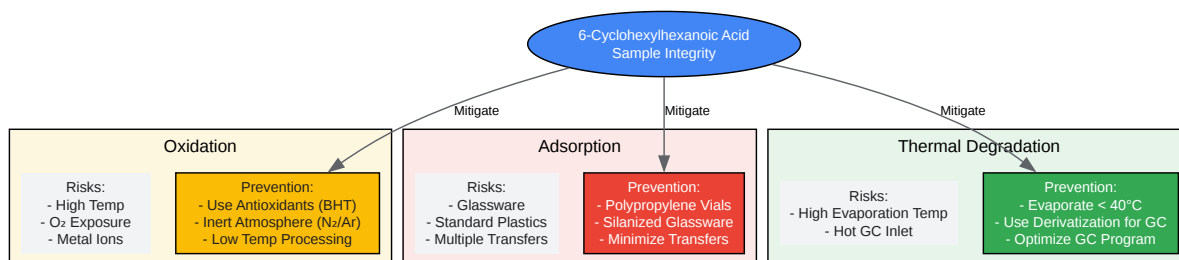 6-Cyclohexylhexanoic Acid
Sample Integrity
Mitigate
Mitigate
Mitigate
Oxidation
Risks:
- High Temp
- O₂ Exposure
- Metal Ions
Prevention:
- Use Antioxidants (BHT)
- Inert Atmosphere (N₂/Ar)
- Low Temp Processing
Adsorption
Risks:
- Glassware
- Standard Plastics
- Multiple Transfers
Prevention:
- Polypropylene Vials
- Silanized Glassware
- Minimize Transfers
Thermal Degradation
Risks:
- High Evaporation Temp
- Hot GC Inlet
Prevention:
- Evaporate < 40°C
- Use Derivatization for GC
- Optimize GC Program